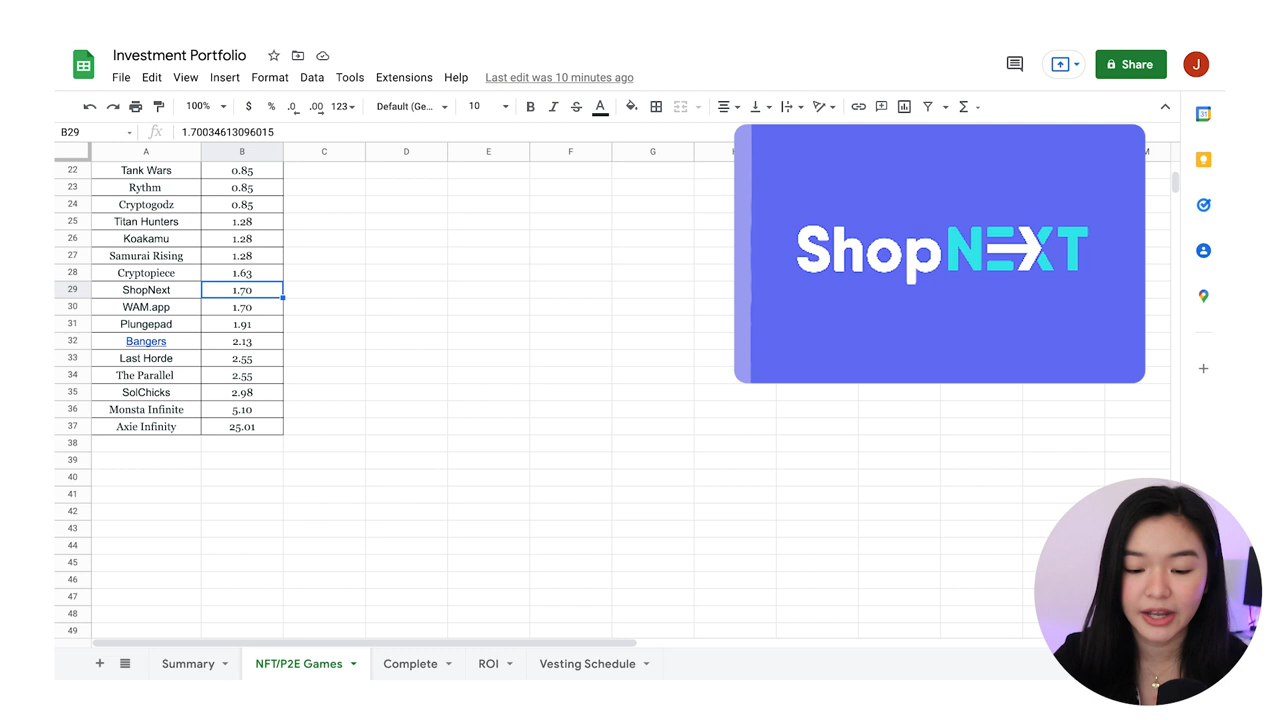 Investment Portfolio
File Edit View Insert Format Data Tools Extensions Help Last edit was 10 minutes ago
Share
J
100% $ % .0 .00 123 Default (Ge... 10 B I S A Σ
B29 fx 1.70034613096015
A B C D E F G M
22 Tank Wars 0.85
23 Rythm 0.85
24 Cryptogodz 0.85
25 Titan Hunters 1.28
26 Koakamu 1.28
27 Samurai Rising 1.28
28 Cryptopiece 1.63
29 ShopNext 1.70
30 WAM.app 1.70
31 Plungepad 1.91
32 Bangers 2.13
33 Last Horde 2.55
34 The Parallel 2.55
35 SolChicks 2.98
36 Monsta Infinite 5.10
37 Axie Infinity 25.01
38
39
40
41
42
43
44
45
46
47
48
49
ShopNEXT
31
+ Summary NFT/P2E Games Complete ROI Vesting Schedule